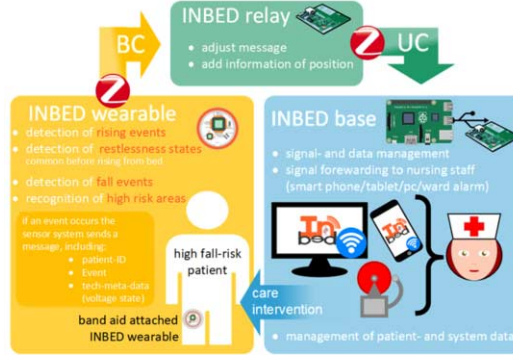 INBED relay
• adjust message
• add information of position
BC
UC
INBED wearable
• detection of rising events
• detection of restlessness states
common before rising from bed
• detection of fall events
• recognition of high risk areas
If an event occurs the
sensor system sends a
message, including:
• patient-ID
• Event
• tech-meta-data
(voltage state)
high fall-risk
patient
band aid attached
INBED wearable
INBED base
• signal- and data management
• signal forewarding to nursing staff
(smart phone/tablet/pc/ward alarm)
In
bed
In
bed
care
intervention
• management of patient- and system data